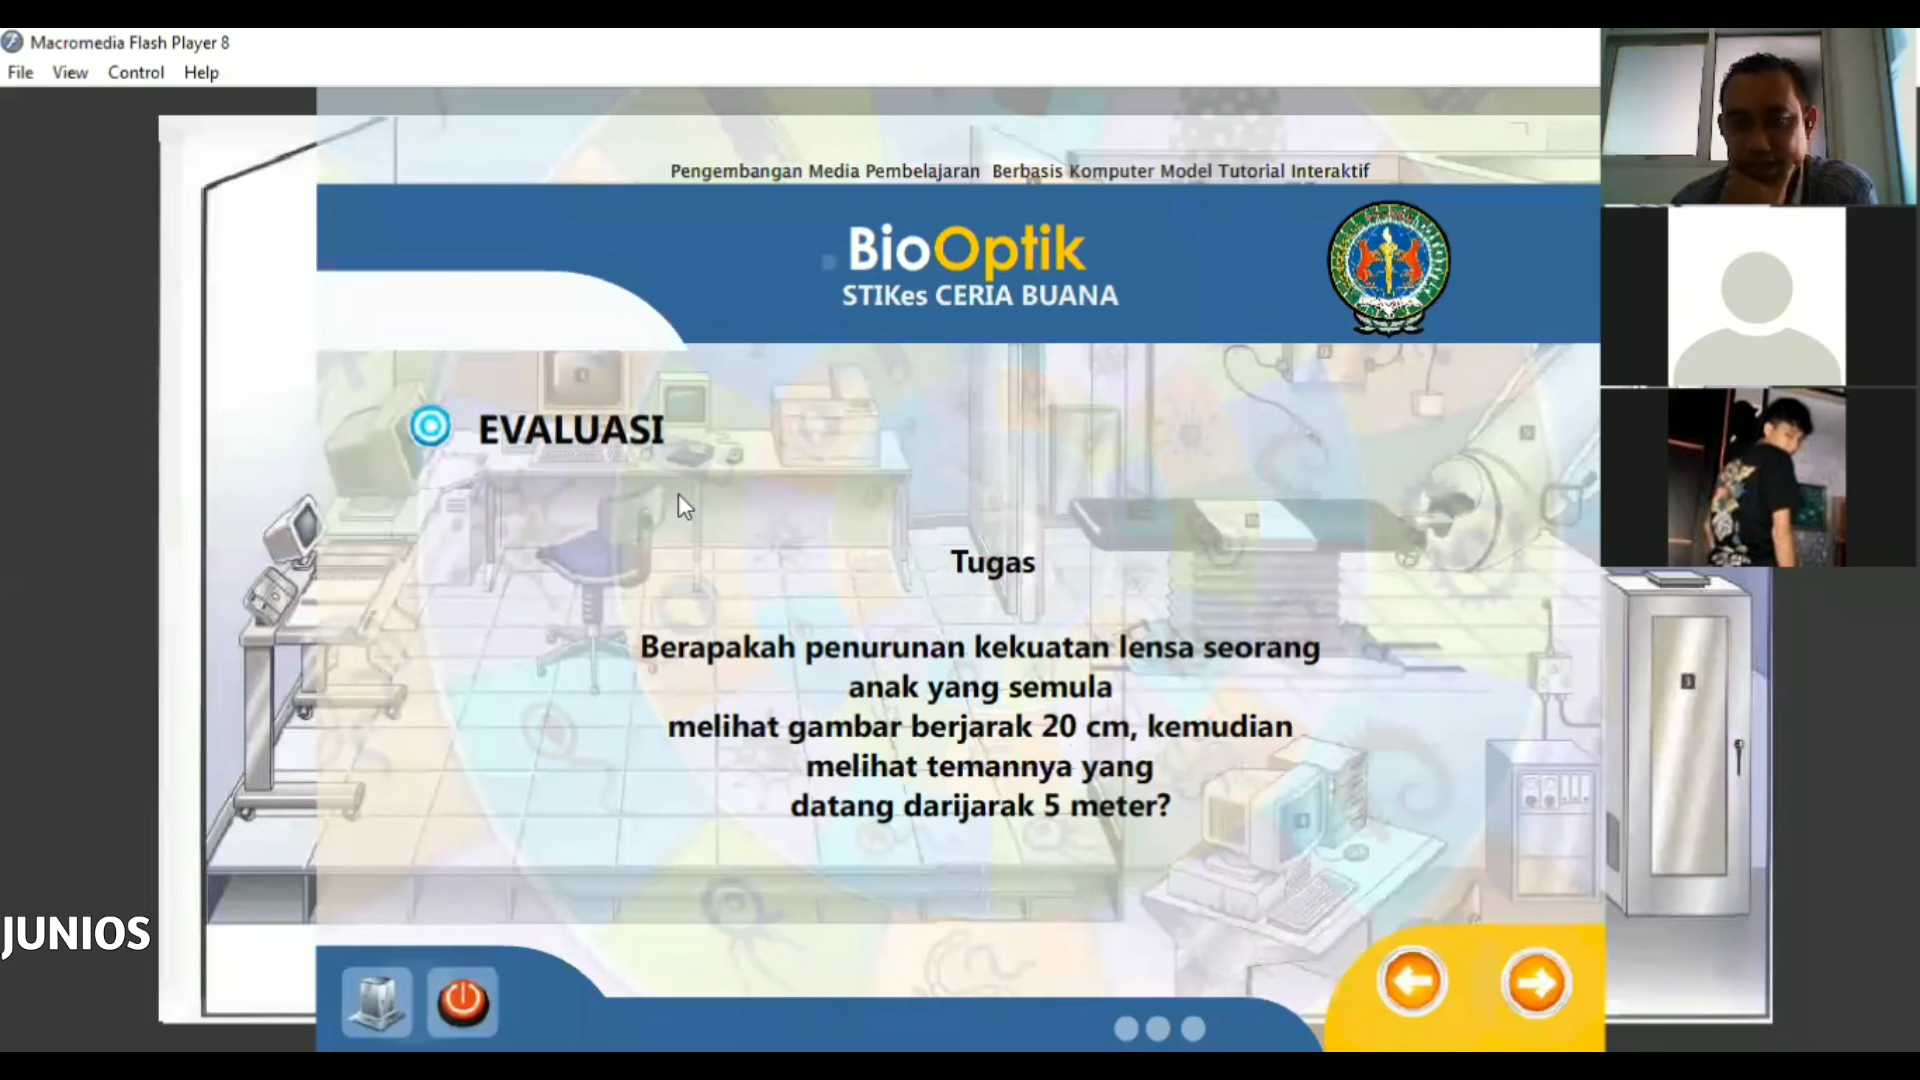 Macromedia Flash Player 8
File View Control Help
Pengembangan Media Pembelajaran Berbasis Komputer Model Tutorial Interaktif
BioOptik
STIKes CERIA BUANA
EVALUASI
Tugas
Berapakah penurunan kekuatan lensa seorang
anak yang semula
melihat gambar berjarak 20 cm, kemudian
melihat temannya yang
datang darijarak 5 meter?
JUNIOS